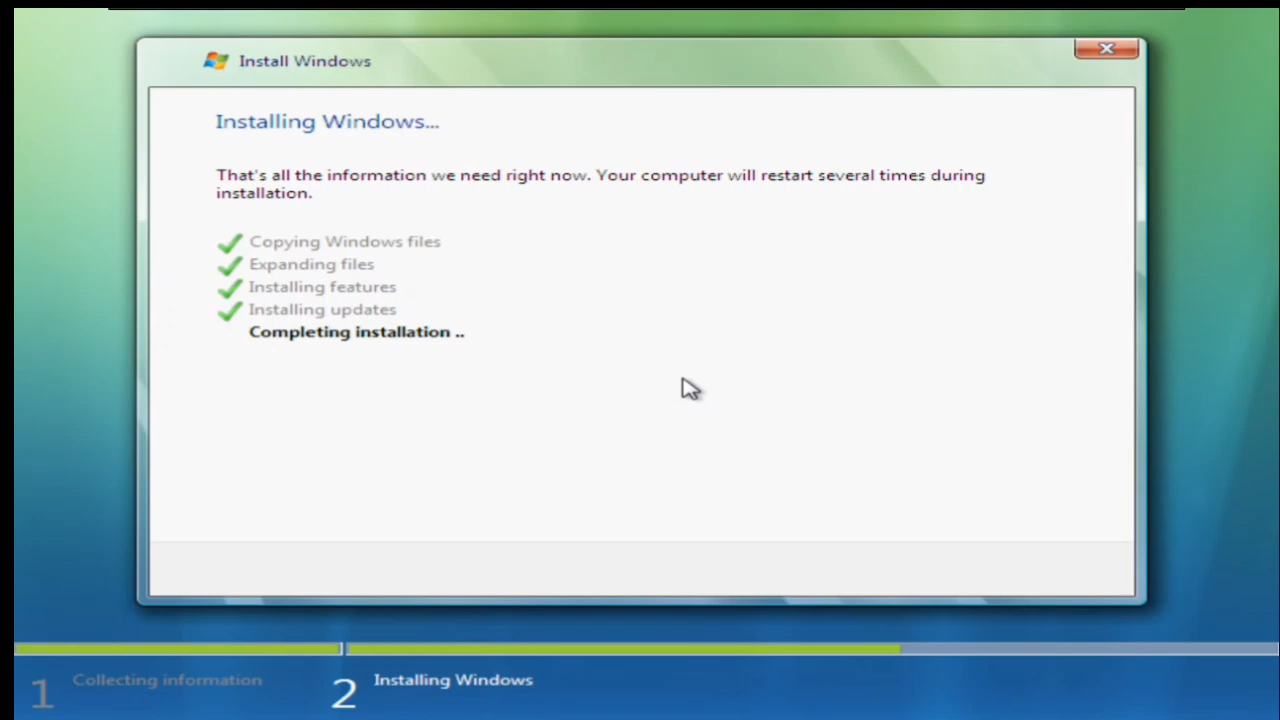 Install Windows
Installing Windows...
That's all the information we need right now. Your computer will restart several times during
installation.
Copying Windows files
Expanding files
Installing features
Installing updates
Completing installation ..
1 Collecting information
2 Installing Windows